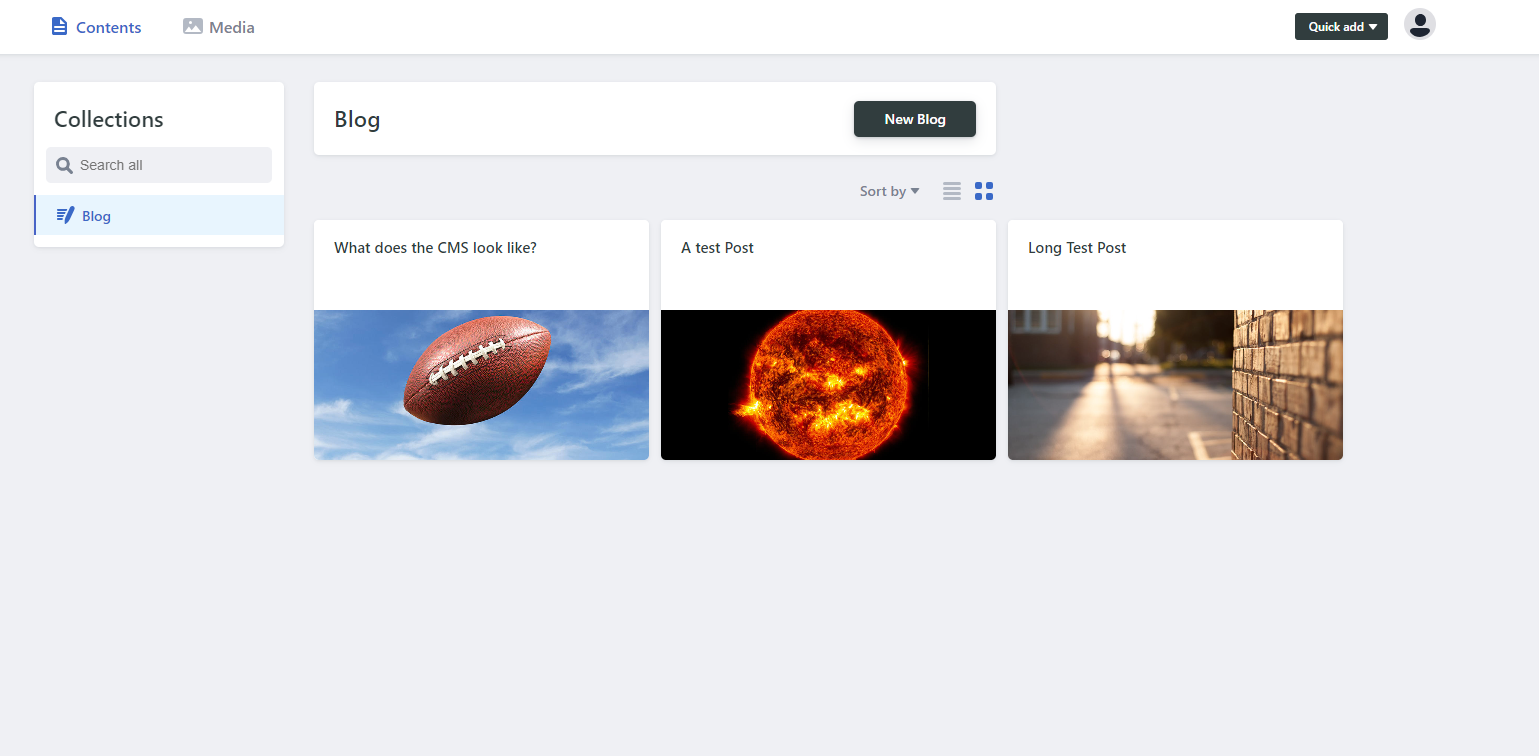 Contents
Media
Quick add
Collections
Search all
Blog
Blog
New Blog
Sort by
What does the CMS look like?
A test Post
Long Test Post